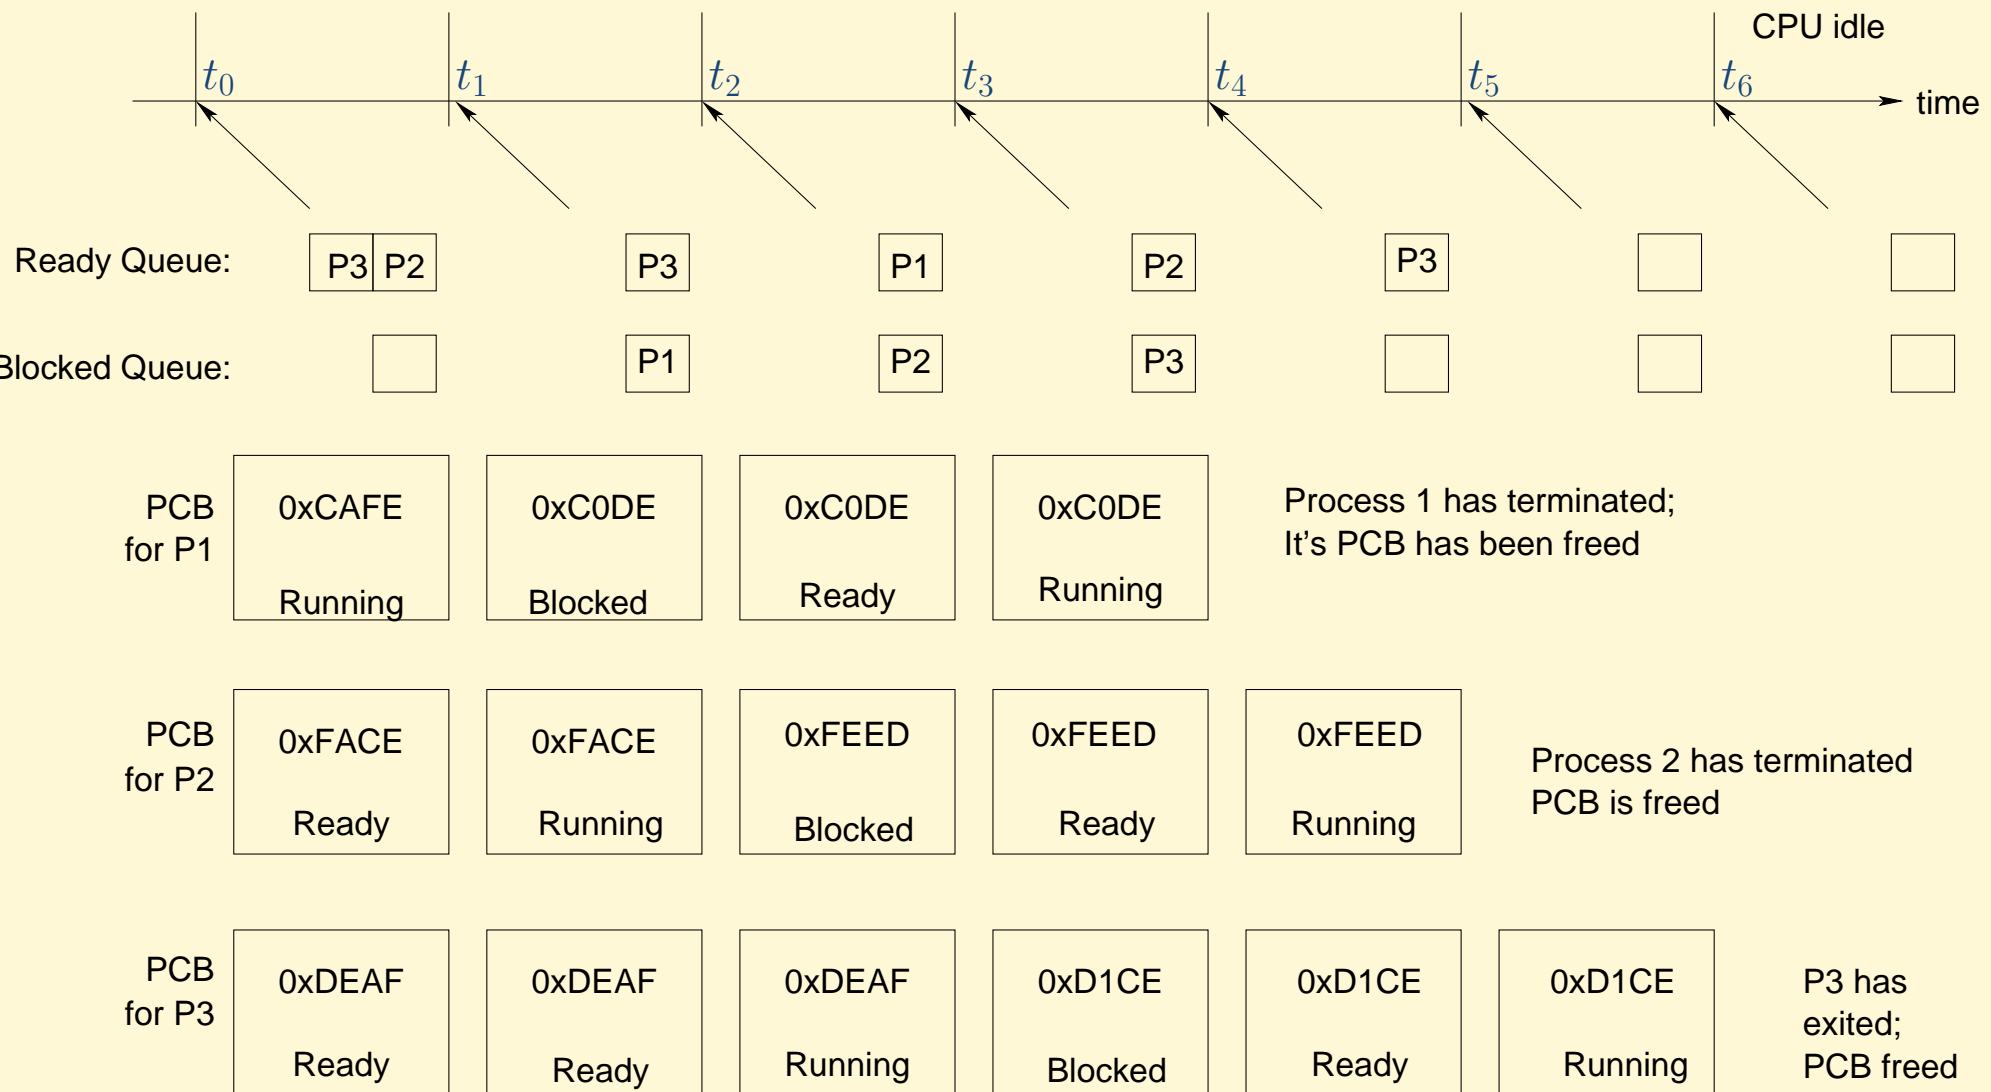 CPU idle
t0 t1 t2 t3 t4 t5 t6
time
Ready Queue: P3 P2 P3 P1 P2 P3
Blocked Queue: P1 P2 P3
PCB for P1
0xCAFE 0xC0DE 0xC0DE 0xC0DE
Running Blocked Ready Running
Process 1 has terminated;
It's PCB has been freed
PCB for P2
0xFACE 0xFACE 0xFEED 0xFEED 0xFEED
Ready Running Blocked Ready Running
Process 2 has terminated
PCB is freed
PCB for P3
0xDEAF 0xDEAF 0xDEAF 0xD1CE 0xD1CE 0xD1CE
Ready Ready Running Blocked Ready Running
P3 has
exited;
PCB freed